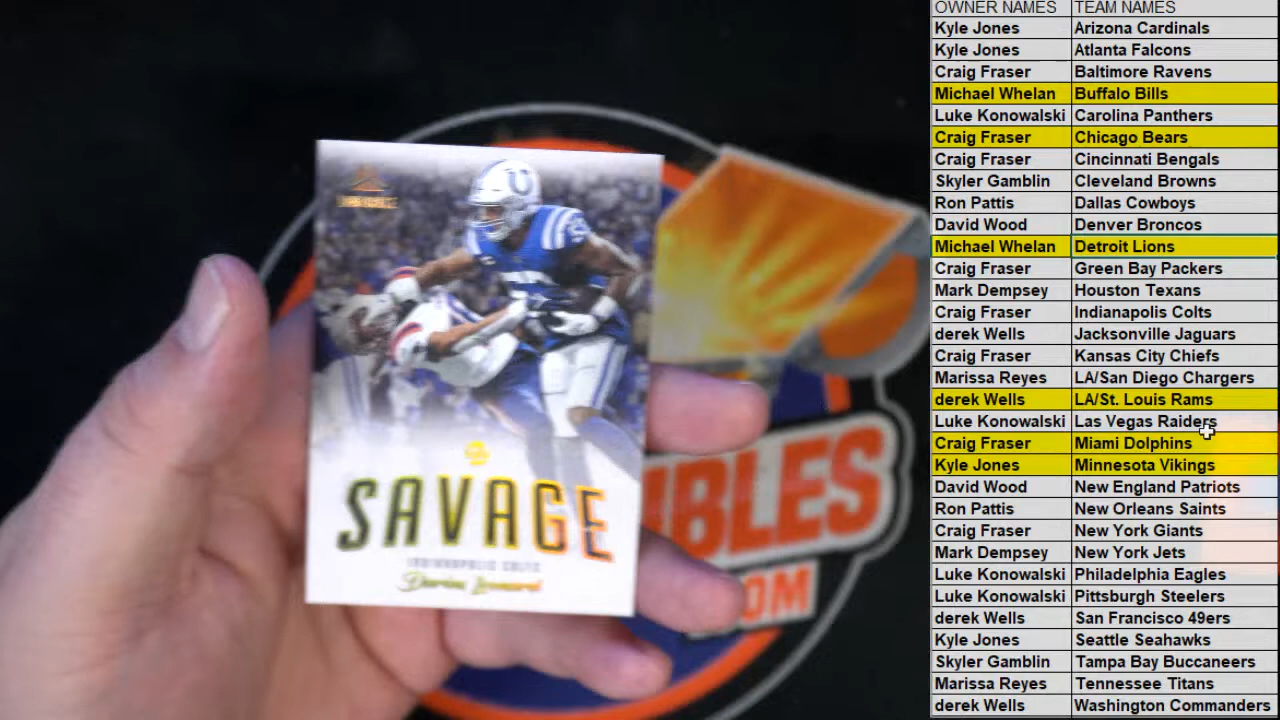 SAVAGE
INDIANAPOLIS COLTS
Darius Leonard
IBLES
OM
OWNER NAMES TEAM NAMES
Kyle Jones Arizona Cardinals
Kyle Jones Atlanta Falcons
Craig Fraser Baltimore Ravens
Michael Whelan Buffalo Bills
Luke Konowalski Carolina Panthers
Craig Fraser Chicago Bears
Craig Fraser Cincinnati Bengals
Skyler Gamblin Cleveland Browns
Ron Pattis Dallas Cowboys
David Wood Denver Broncos
Michael Whelan Detroit Lions
Craig Fraser Green Bay Packers
Mark Dempsey Houston Texans
Craig Fraser Indianapolis Colts
derek Wells Jacksonville Jaguars
Craig Fraser Kansas City Chiefs
Marissa Reyes LA/San Diego Chargers
derek Wells LA/St. Louis Rams
Luke Konowalski Las Vegas Raiders
Craig Fraser Miami Dolphins
Kyle Jones Minnesota Vikings
David Wood New England Patriots
Ron Pattis New Orleans Saints
Craig Fraser New York Giants
Mark Dempsey New York Jets
Luke Konowalski Philadelphia Eagles
Luke Konowalski Pittsburgh Steelers
derek Wells San Francisco 49ers
Kyle Jones Seattle Seahawks
Skyler Gamblin Tampa Bay Buccaneers
Marissa Reyes Tennessee Titans
derek Wells Washington Commanders